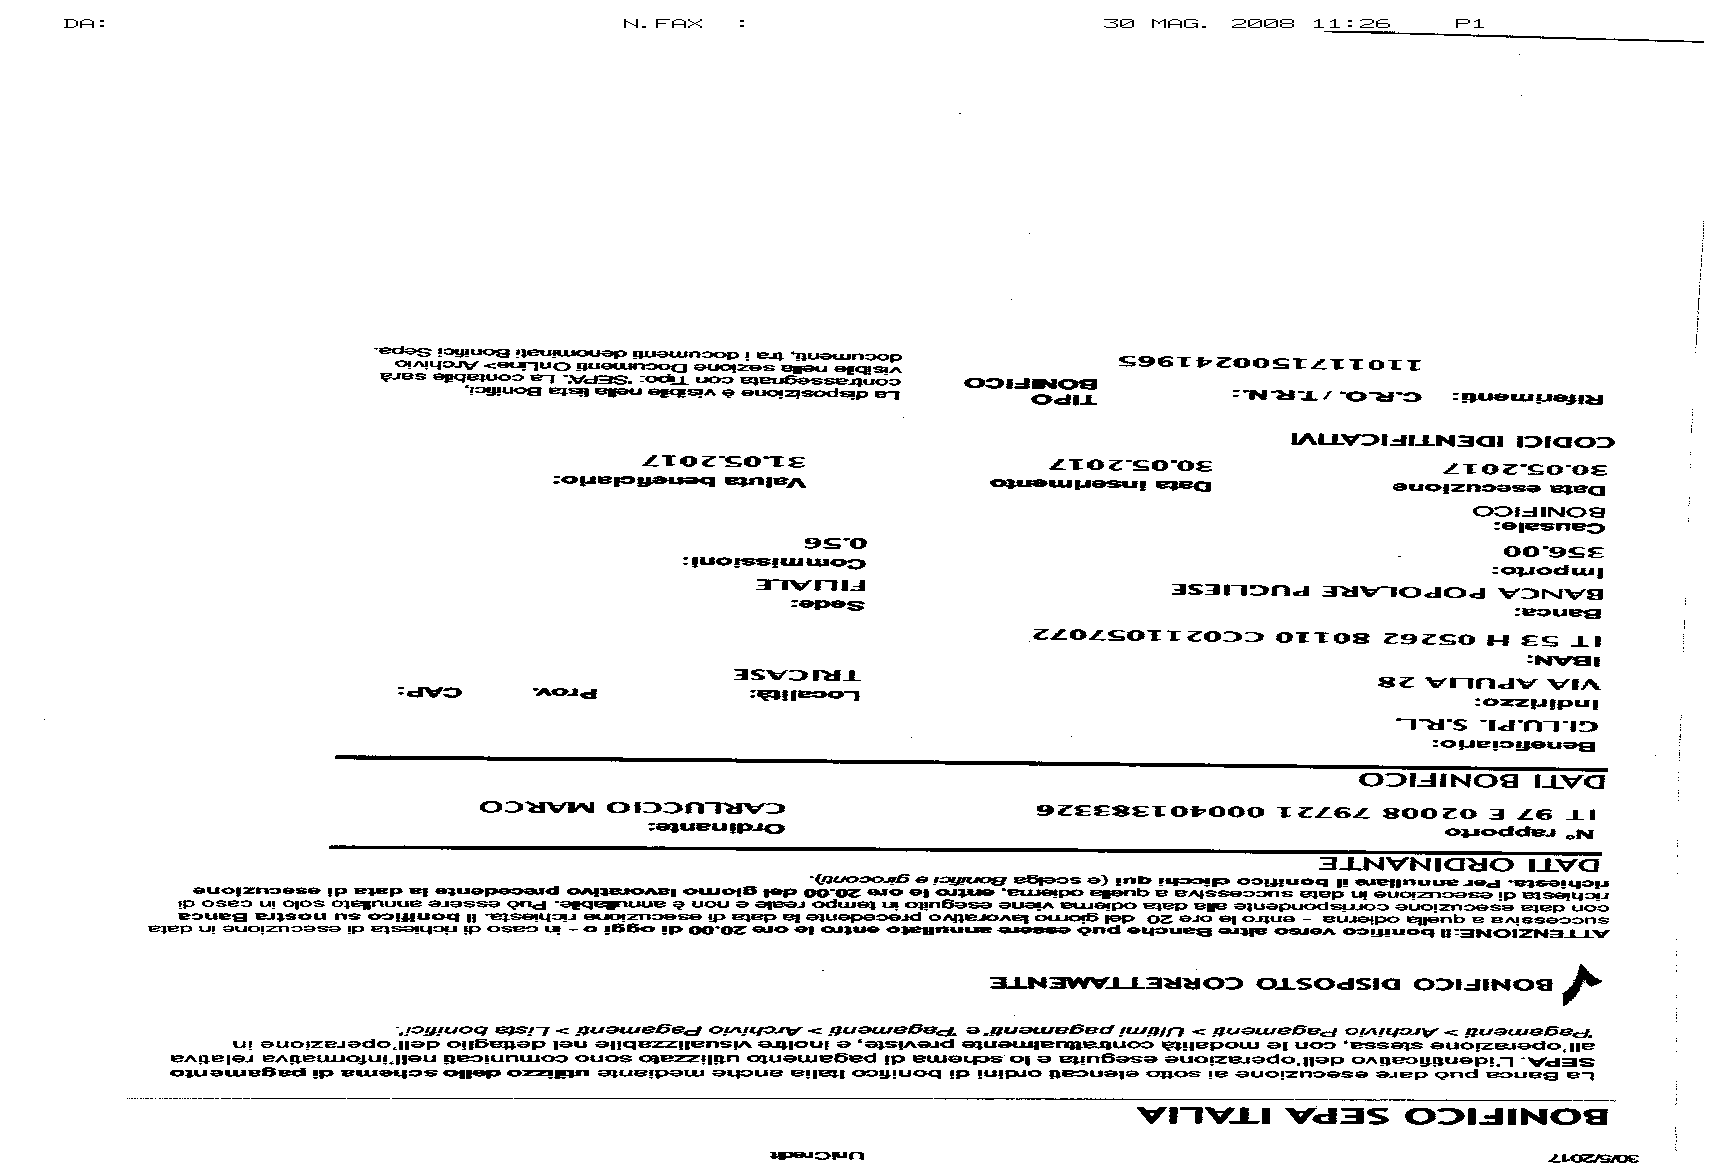 DA: N.FAX : 30 MAG. 2008 11:26 P1
30/5/2017 UniCredit
BONIFICO SEPA ITALIA
La Banca può dare esecuzione ai sotto elencati ordini di bonifico Italia anche mediante utilizzo dello schema di pagamento
SEPA. L'identificativo dell'operazione eseguita e lo schema di pagamento utilizzato sono comunicati nell'informativa relativa
all'operazione stessa, con le modalità contrattualmente previste, e inoltre visualizzabile nel dettaglio dell'operazione in
"Pagamenti > Archivio Pagamenti > Ultimi pagamenti" e "Pagamenti > Archivio Pagamenti > Lista bonifici".
BONIFICO DISPOSTO CORRETTAMENTE
ATTENZIONE:Il bonifico verso altre Banche può essere annullato entro le ore 20.00 di oggi o - in caso di richiesta di esecuzione in data
successiva a quella odierna - entro le ore 20 del giorno lavorativo precedente la data di esecuzione richiesta. Il bonifico su nostra Banca
con data esecuzione corrispondente alla data odierna viene eseguito in tempo reale e non è annullabile. Può essere annullato solo in caso di
richiesta di esecuzione in data successiva a quella odierna, entro le ore 20.00 del giorno lavorativo precedente la data di esecuzione
richiesta. Per annullare il bonifico clicchi qui (e scelga Bonifici e giroconti).
DATI ORDINANTE
N° rapporto Ordinante:
IT 97 E 02008 79721 000401383326 CARLUCCIO MARCO
DATI BONIFICO
Beneficiario:
GI.LU.PI. S.R.L.
Indirizzo: Località: Prov. CAP:
VIA APULIA 28 TRICASE
IBAN:
IT 53 H 05262 80110 CC0211057072
Banca: Sede:
BANCA POPOLARE PUGLIESE FILIALE
Importo: Commissioni:
356.00 0.56
Causale:
BONIFICO
Data esecuzione Data inserimento Valuta beneficiario:
30.05.2017 30.05.2017 31.05.2017
CODICI IDENTIFICATIVI
Riferimenti: C.R.O. / T.R.N.: TIPO La disposizione è visibile nella lista Bonifici,
BONIFICO contrassegnata con Tipo: "SEPA". La contabile sarà
1101171500241965 visibile nella sezione Documenti OnLine> Archivio
documenti, tra i documenti denominati Bonifici Sepa.